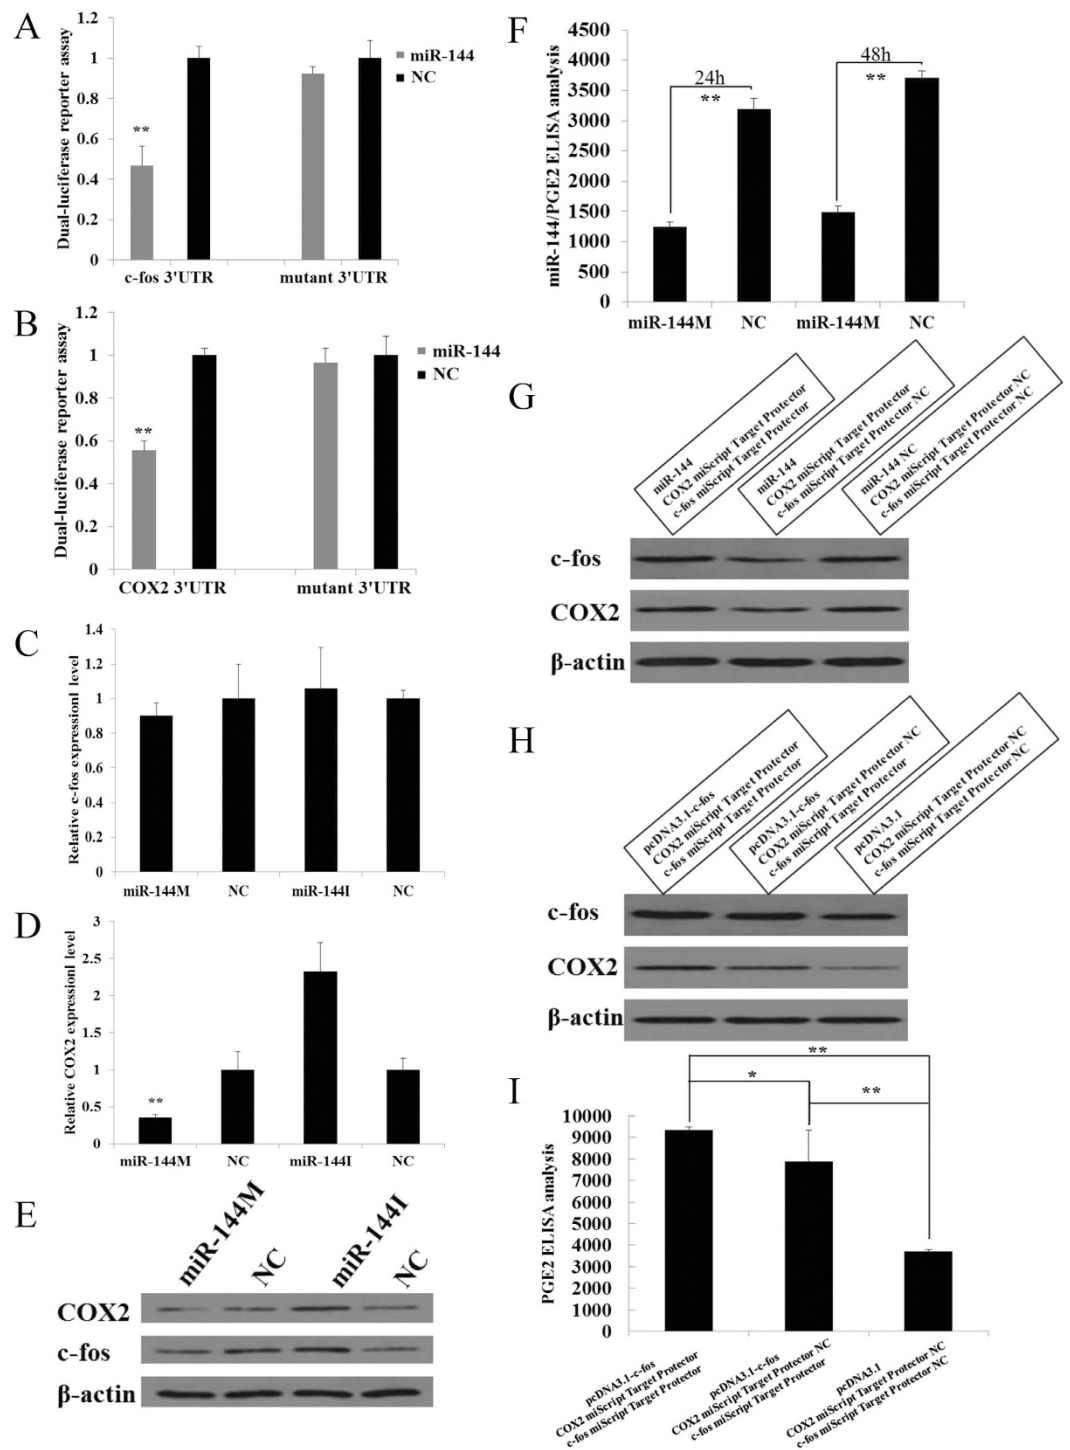 A
1.2
1
0.8
0.6
0.4
0.2
0
Dual-luciferase reporter assay
**
miR-144
NC
c-fos 3'UTR
mutant 3'UTR
B
1.2
1
0.8
0.6
0.4
0.2
0
Dual-luciferase reporter assay
**
miR-144
NC
COX2 3'UTR
mutant 3'UTR
C
1.4
1.2
1
0.8
0.6
0.4
0.2
0
Relative c-fos expressionl level
miR-144M
NC
miR-144I
NC
D
3
2.5
2
1.5
1
0.5
0
Relative COX2 expressionl level
**
miR-144M
NC
miR-144I
NC
E
miR-144M
NC
miR-144I
NC
COX2
c-fos
β-actin
F
4500
4000
3500
3000
2500
2000
1500
1000
500
0
miR-144/PGE2 ELISA analysis
24h
**
48h
**
miR-144M
NC
miR-144M
NC
G
miR-144
COX2 miScript Target Protector
c-fos miScript Target Protector
miR-144
COX2 miScript Target Protector
c-fos miScript Target Protector NC
miR-144 NC
COX2 miScript Target Protector NC
c-fos miScript Target Protector NC
c-fos
COX2
β-actin
H
pcDNA3.1-c-fos
COX2 miScript Target Protector
c-fos miScript Target Protector
pcDNA3.1-c-fos
COX2 miScript Target Protector NC
c-fos miScript Target Protector
pcDNA3.1
COX2 miScript Target Protector NC
c-fos miScript Target Protector NC
c-fos
COX2
β-actin
I
**
*
**
10000
9000
8000
7000
6000
5000
4000
3000
2000
1000
0
PGE2 ELISA analysis
pcDNA3.1-c-fos
COX2 miScript Target Protector
c-fos miScript Target Protector
pcDNA3.1-c-fos
COX2 miScript Target Protector NC
c-fos miScript Target Protector
pcDNA3.1
COX2 miScript Target Protector NC
c-fos miScript Target Protector NC